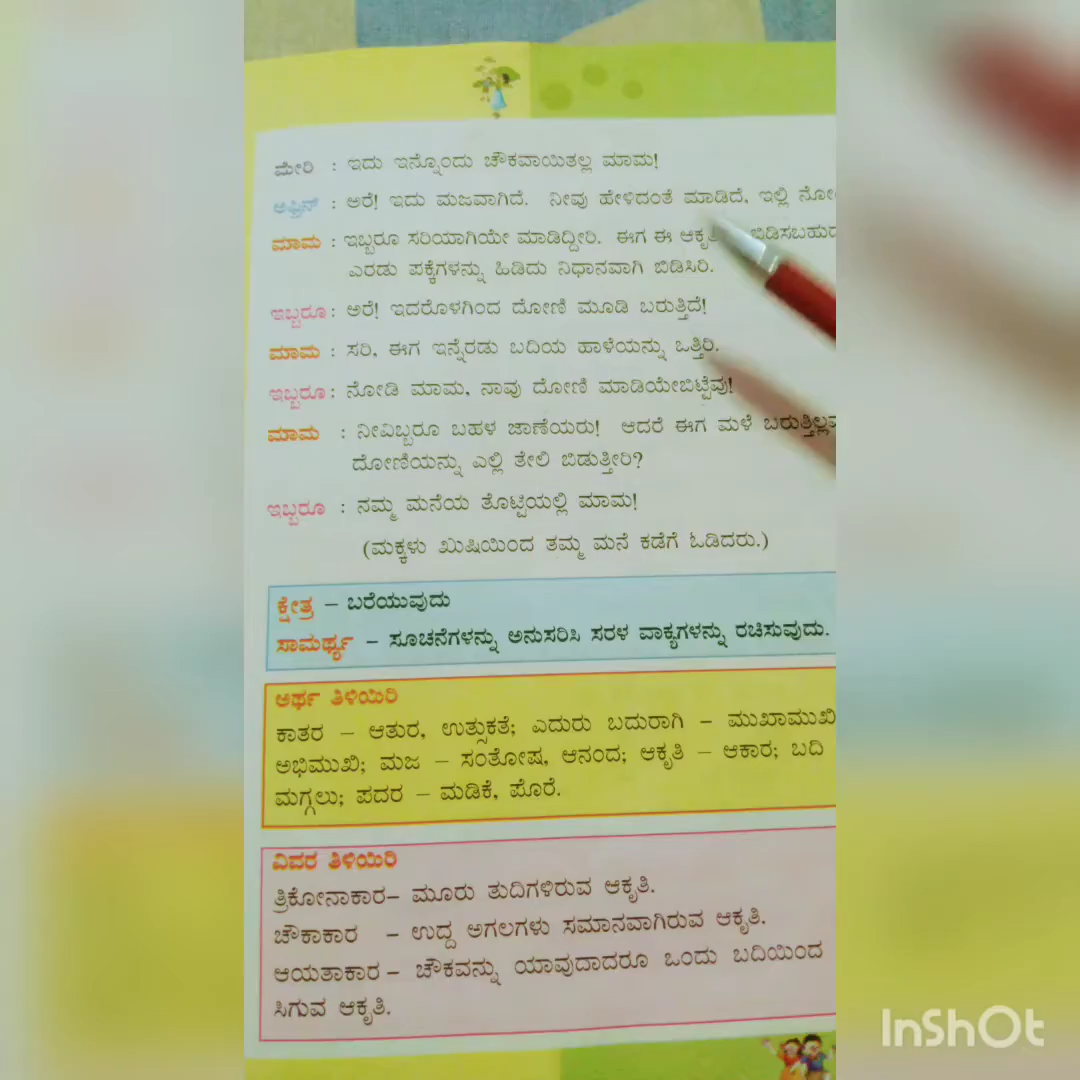 ಮೇರಿ : ಇದು ಇನ್ನೊಂದು ಚೌಕವಾಯಿತಲ್ಲ ಮಾಮ!
ಅಫ್ರಿನ್ : ಅರೆ! ಇದು ಮಜವಾಗಿದೆ. ನೀವು ಹೇಳಿದಂತೆ ಮಾಡಿದೆ, ಇಲ್ಲಿ
ಮಾಮ : ಇಬ್ಬರೂ ಸರಿಯಾಗಿಯೇ ಮಾಡಿದ್ದೀರಿ. ಈಗ ಈ
ಎರಡು ಪಕ್ಕೆಗಳನ್ನು ಹಿಡಿದು ನಿಧಾನವಾಗಿ ಬಿಡಿಸಿರಿ.
ಇಬ್ಬರೂ : ಅರೆ! ಇದರೊಳಗಿಂದ ದೋಣಿ ಮೂಡಿ ಬರುತ್ತಿದೆ!
ಮಾಮ : ಸರಿ, ಈಗ ಇನ್ನೆರಡು ಬದಿಯ ಹಾಳೆಯನ್ನು ಒತ್ತಿರಿ.
ಇಬ್ಬರೂ : ನೋಡಿ ಮಾಮ, ನಾವು ದೋಣಿ ಮಾಡಿಯೇಬಿಟ್ಟೆವು!
ಮಾಮ : ನೀವಿಬ್ಬರೂ ಬಹಳ ಜಾಣೆಯರು! ಆದರೆ ಈಗ ಮಳೆ
ದೋಣಿಯನ್ನು ಎಲ್ಲಿ ತೇಲಿ ಬಿಡುತ್ತೀರಿ?
ಇಬ್ಬರೂ : ನಮ್ಮ ಮನೆಯ ತೊಟ್ಟಿಯಲ್ಲಿ ಮಾಮ!
(ಮಕ್ಕಳು ಖುಷಿಯಿಂದ ತಮ್ಮ ಮನೆ ಕಡೆಗೆ ಓಡಿದರು.)
ಕ್ಷೇತ್ರ – ಬರೆಯುವುದು
ಸಾಮರ್ಥ್ಯ – ಸೂಚನೆಗಳನ್ನು ಅನುಸರಿಸಿ ಸರಳ ವಾಕ್ಯಗಳನ್ನು ರಚಿಸುವುದು.
ಅರ್ಥ ತಿಳಿಯಿರಿ
ಕಾತರ – ಆತುರ, ಉತ್ಸುಕತೆ; ಎದುರು ಬದುರಾಗಿ – ಮುಖಾಮುಖಿ
ಅಭಿಮುಖಿ; ಮಜ – ಸಂತೋಷ, ಆನಂದ; ಆಕೃತಿ – ಆಕಾರ; ಬದಿ
ಮಗ್ಗಲು; ಪದರ – ಮಡಿಕೆ, ಪೊರೆ.
ವಿವರ ತಿಳಿಯಿರಿ
ತ್ರಿಕೋನಾಕಾರ– ಮೂರು ತುದಿಗಳಿರುವ ಆಕೃತಿ.
ಚೌಕಾಕಾರ – ಉದ್ದ ಅಗಲಗಳು ಸಮಾನವಾಗಿರುವ ಆಕೃತಿ.
ಆಯತಾಕಾರ – ಚೌಕವನ್ನು ಯಾವುದಾದರೂ ಒಂದು ಬದಿಯಿಂದ
ಸಿಗುವ ಆಕೃತಿ.
InShOt